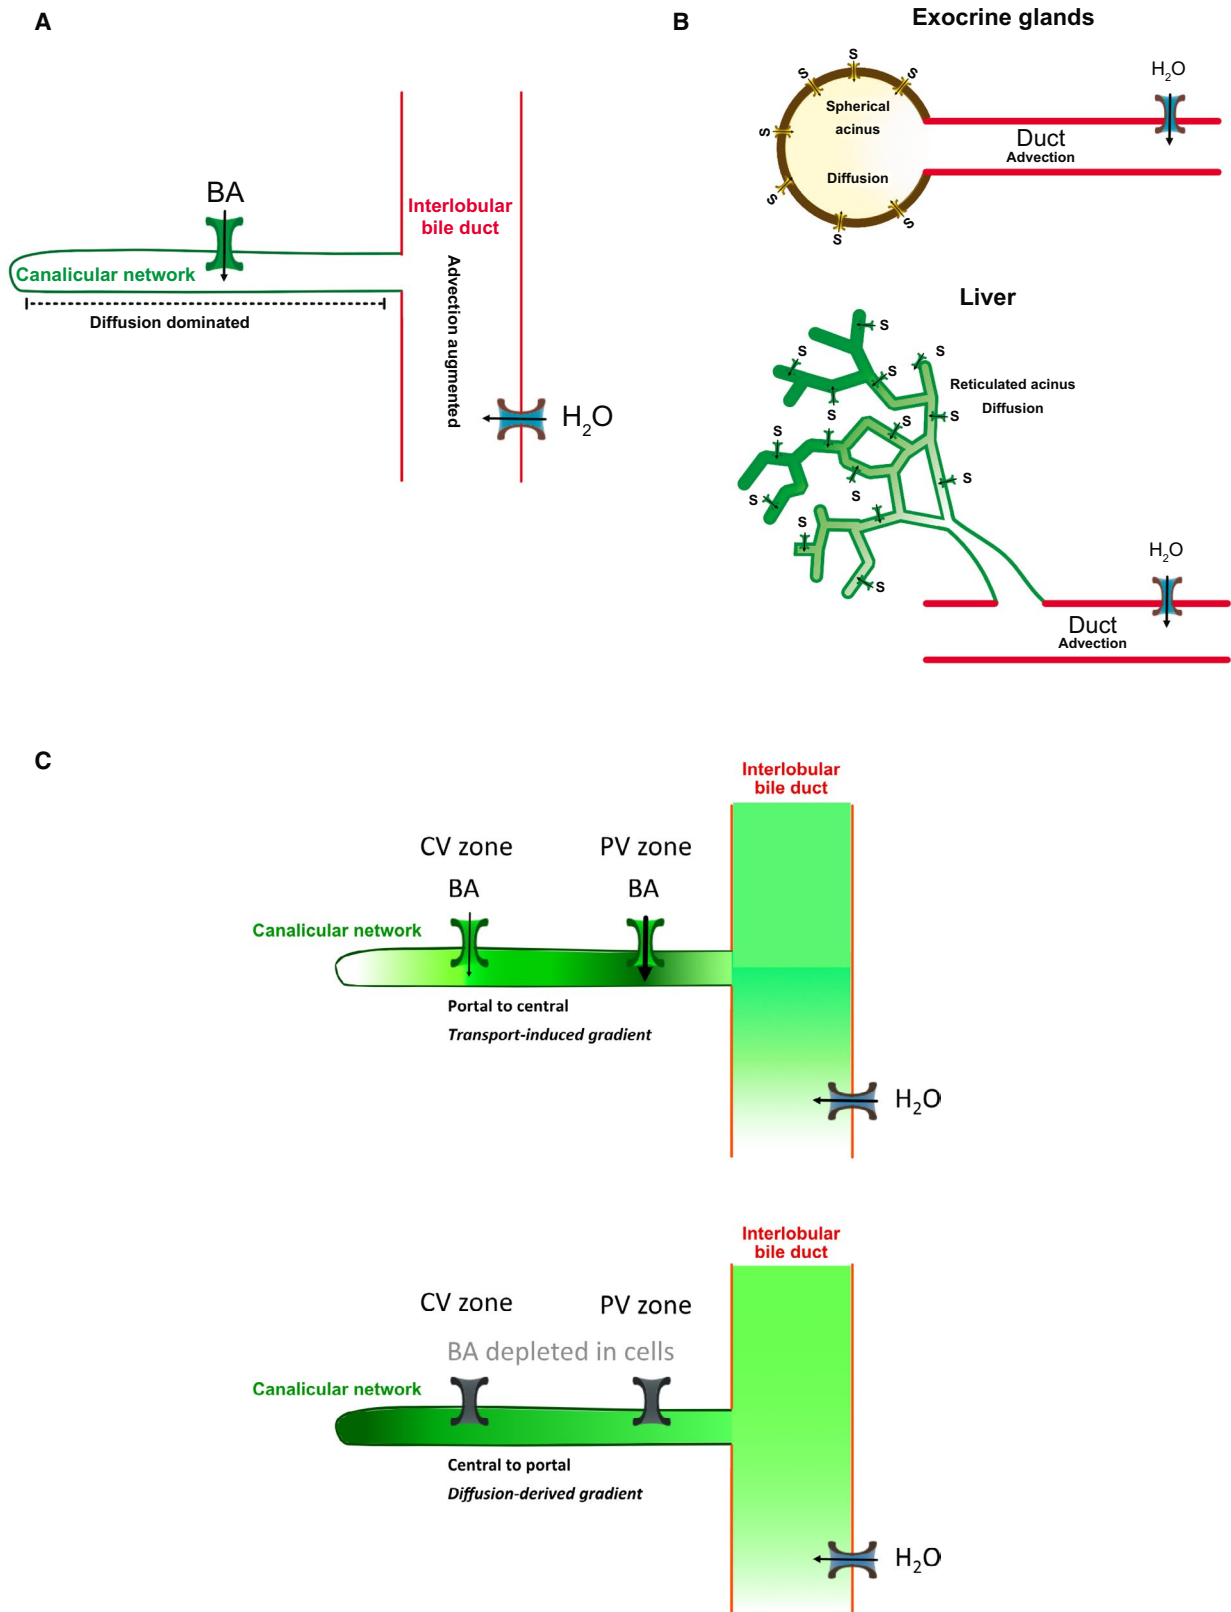 A
BA
Canalicular network
Diffusion dominated
Interlobular
bile duct
Advection augmented
H2O
B
Exocrine glands
S
S
S
S
S
S
S
S
Spherical
acinus
Diffusion
H2O
Duct
Advection
Liver
S
S
S
S
S
S
S
S
S
S
S
S
S
Reticulated acinus
Diffusion
H2O
Duct
Advection
C
Interlobular
bile duct
CV zone
PV zone
BA
BA
Canalicular network
Portal to central
Transport-induced gradient
H2O
Interlobular
bile duct
CV zone
PV zone
BA depleted in cells
Canalicular network
Central to portal
Diffusion-derived gradient
H2O